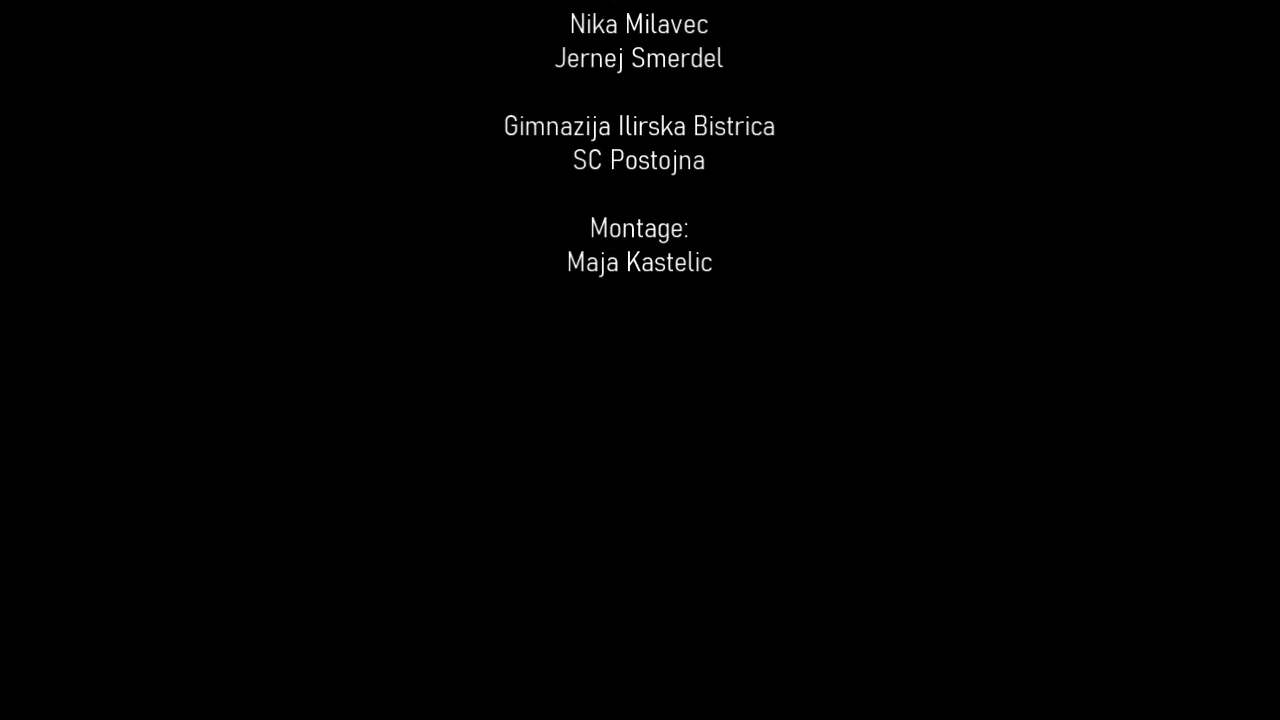 Nika Milavec
Jernej Smerdel
Gimnazija Ilirska Bistrica
SC Postojna
Montage:
Maja Kastelic